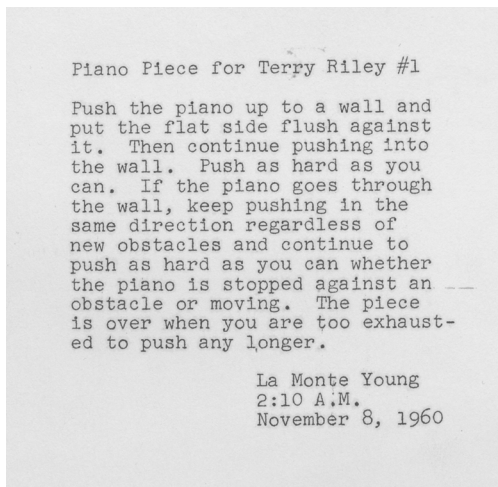 Piano Piece for Terry Riley #1
Push the piano up to a wall and
put the flat side flush against
it.  Then continue pushing into
the wall.  Push as hard as you
can.  If the piano goes through
the wall, keep pushing in the
same direction regardless of
new obstacles and continue to
push as hard as you can whether
the piano is stopped against an
obstacle or moving.  The piece
is over when you are too exhaust-
ed to push any longer.
La Monte Young
2:10 A.M.
November 8, 1960